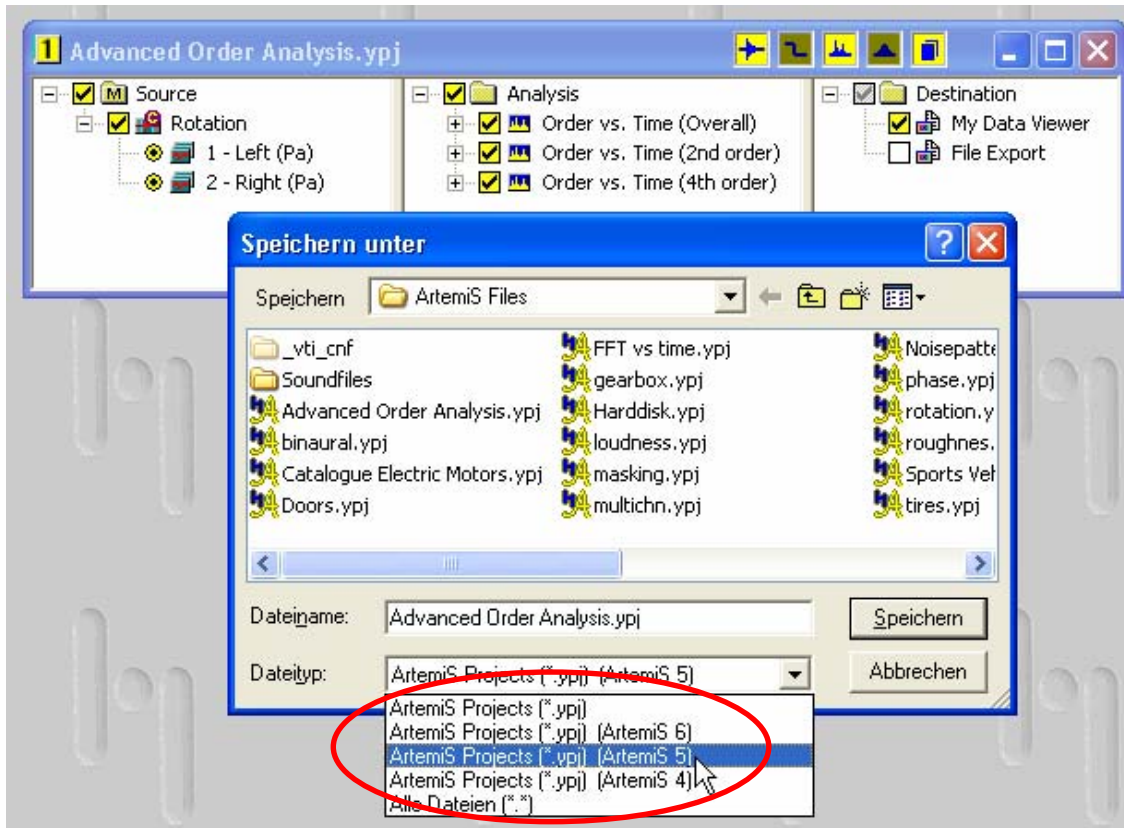 1 Advanced Order Analysis.ypj
M Source
Rotation
1 - Left (Pa)
2 - Right (Pa)
Analysis
Order vs. Time (Overall)
Order vs. Time (2nd order)
Order vs. Time (4th order)
Destination
My Data Viewer
File Export
Speichern unter
Speichern
ArtemiS Files
_vti_cnf
Soundfiles
Advanced Order Analysis.ypj
binaural.ypj
Catalogue Electric Motors.ypj
Doors.ypj
FFT vs time.ypj
gearbox.ypj
Harddisk.ypj
loudness.ypj
masking.ypj
multichn.ypj
Noisepatte
phase.ypj
rotation.y
roughnes.
Sports Veh
tires.ypj
Dateiname:
Advanced Order Analysis.ypj
Speichern
Dateityp:
ArtemiS Projects (*.ypj) (ArtemiS 5)
Abbrechen
ArtemiS Projects (*.ypj)
ArtemiS Projects (*.ypj) (ArtemiS 6)
ArtemiS Projects (*.ypj) (ArtemiS 5)
ArtemiS Projects (*.ypj) (ArtemiS 4)
Alle Dateien (*.*)